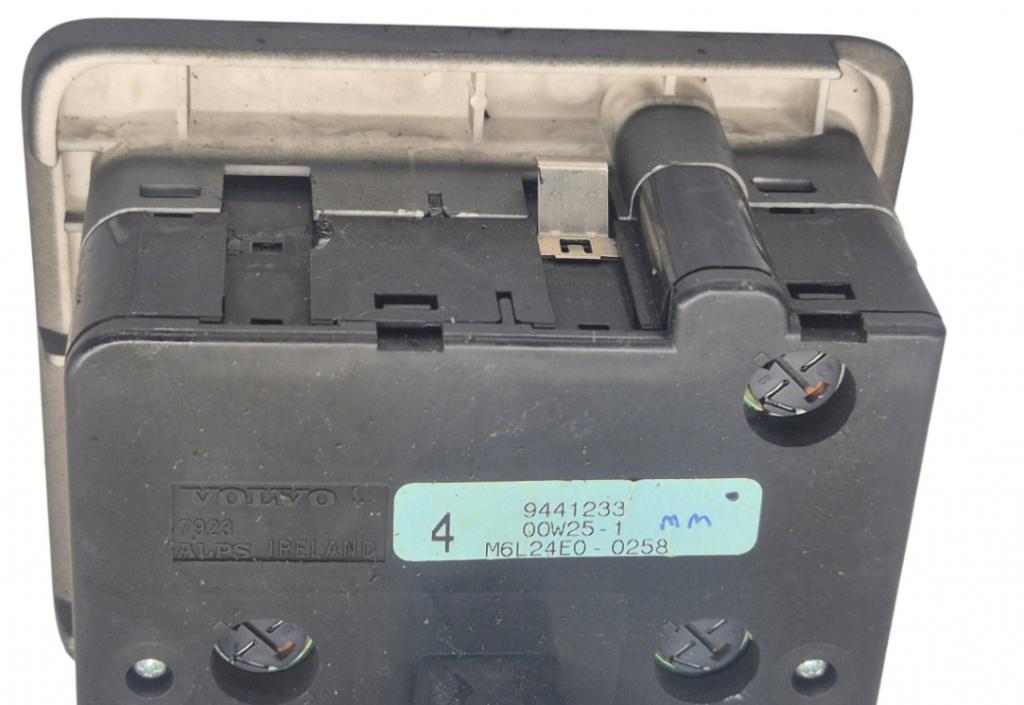 VOLVO
7923
ALPS. IRELAND
4
9441233
00W25-1
M6L24E0-0258
MM